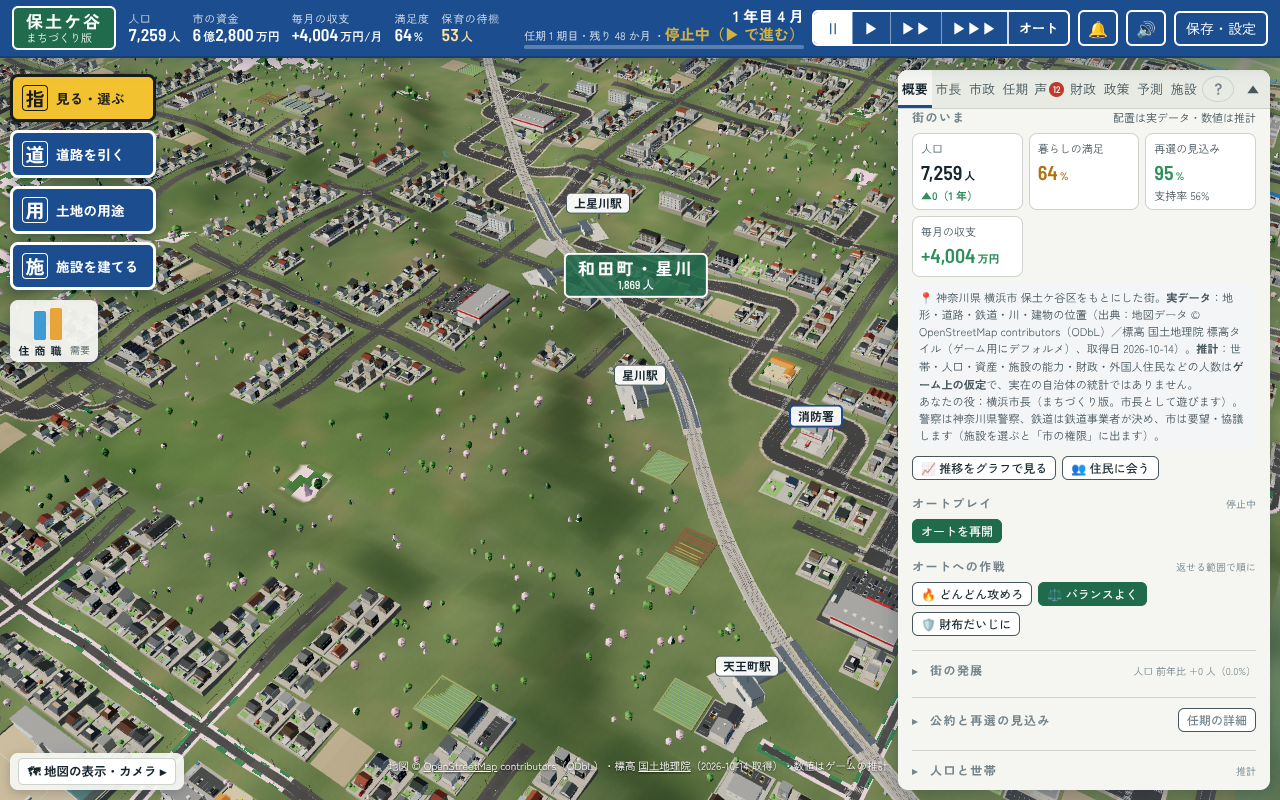 保土ケ谷
まちづくり版
人口
7,259 人
市の資金
6 億2,800 万円
毎月の収支
+4,004 万円/月
満足度
64 %
保育の待機
53 人
1 年目 4 月
任期 1 期目・残り 48 か月 ・停止中（▶ で進む）
オート
保存・設定
指 見る・選ぶ
道 道路を引く
用 土地の用途
施 施設を建てる
住 商 職 需要
上星川駅
和田町・星川
1,869 人
星川駅
消防署
天王町駅
地図の表示・カメラ ▸
地図 © OpenStreetMap contributors（ODbL）・標高 国土地理院（2026-10-14 取得）・数値はゲームの推計
概要 市長 市政 任期 声 12 財政 政策 予測 施設 ? ▲
街のいま
配置は実データ・数値は推計
人口
7,259 人
▲0（1 年）
暮らしの満足
64 %
再選の見込み
95 %
支持率 56%
毎月の収支
+4,004 万円
📍 神奈川県 横浜市 保土ケ谷区をもとにした街。実データ：地
形・道路・鉄道・川・建物の位置（出典：地図データ ©
OpenStreetMap contributors（ODbL）／標高 国土地理院 標高タ
イル（ゲーム用にデフォルメ）、取得日 2026-10-14）。推計：世
帯・人口・資産・施設の能力・財政・外国人住民などの人数はゲ
ーム上の仮定で、実在の自治体の統計ではありません。
あなたの役：横浜市長（まちづくり版。市長として遊びます）。
警察は神奈川県警察、鉄道は鉄道事業者が決め、市は要望・協議
します（施設を選ぶと「市の権限」に出ます）。
推移をグラフで見る
住民に会う
オートプレイ
停止中
オートを再開
オートへの作戦
返せる範囲で順に
どんどん攻めろ
バランスよく
財布だいじに
▸ 街の発展
人口 前年比 +0 人（0.0%）
▸ 公約と再選の見込み
任期の詳細
▸ 人口と世帯
推計